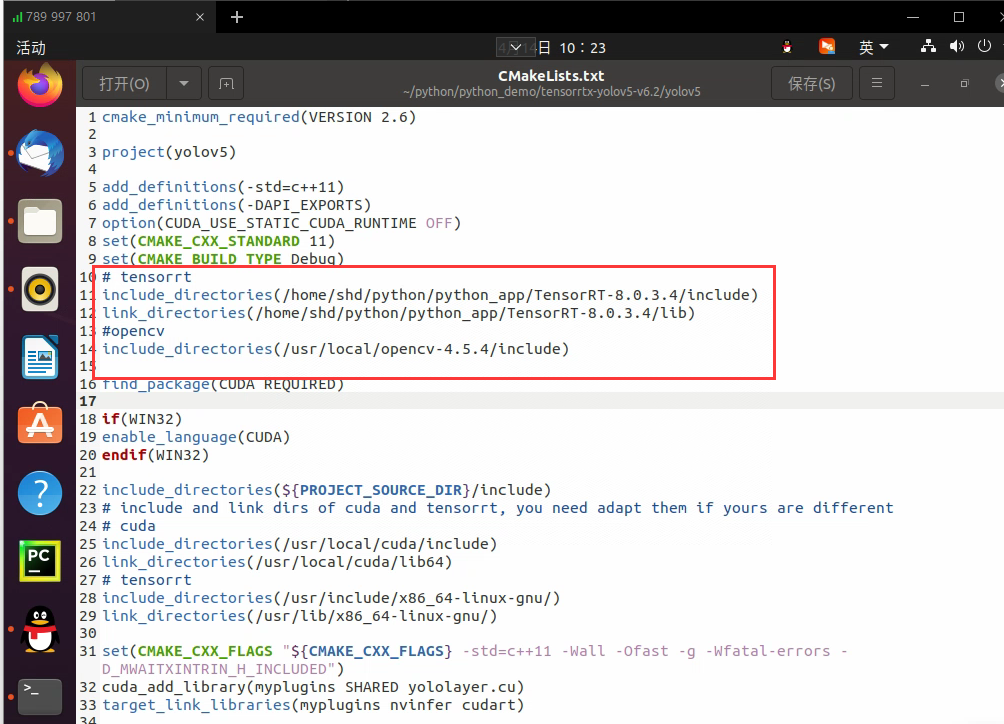 789 997 801
活动
日 10：23
英
打开(O)
CMakeLists.txt
~/python/python_demo/tensorrtx-yolov5-v6.2/yolov5
保存(S)
1 cmake_minimum_required(VERSION 2.6)
2
3 project(yolov5)
4
5 add_definitions(-std=c++11)
6 add_definitions(-DAPI_EXPORTS)
7 option(CUDA_USE_STATIC_CUDA_RUNTIME OFF)
8 set(CMAKE_CXX_STANDARD 11)
9 set(CMAKE_BUILD_TYPE Debug)
10 # tensorrt
11 include_directories(/home/shd/python/python_app/TensorRT-8.0.3.4/include)
12 link_directories(/home/shd/python/python_app/TensorRT-8.0.3.4/lib)
13 #opencv
14 include_directories(/usr/local/opencv-4.5.4/include)
15
16 find_package(CUDA REQUIRED)
17
18 if(WIN32)
19 enable_language(CUDA)
20 endif(WIN32)
21
22 include_directories(${PROJECT_SOURCE_DIR}/include)
23 # include and link dirs of cuda and tensorrt, you need adapt them if yours are different
24 # cuda
25 include_directories(/usr/local/cuda/include)
26 link_directories(/usr/local/cuda/lib64)
27 # tensorrt
28 include_directories(/usr/include/x86_64-linux-gnu/)
29 link_directories(/usr/lib/x86_64-linux-gnu/)
30
31 set(CMAKE_CXX_FLAGS "${CMAKE_CXX_FLAGS} -std=c++11 -Wall -Ofast -g -Wfatal-errors -
D_MWAITXINTRIN_H_INCLUDED")
32 cuda_add_library(myplugins SHARED yololayer.cu)
33 target_link_libraries(myplugins nvinfer cudart)
34
PC
>_